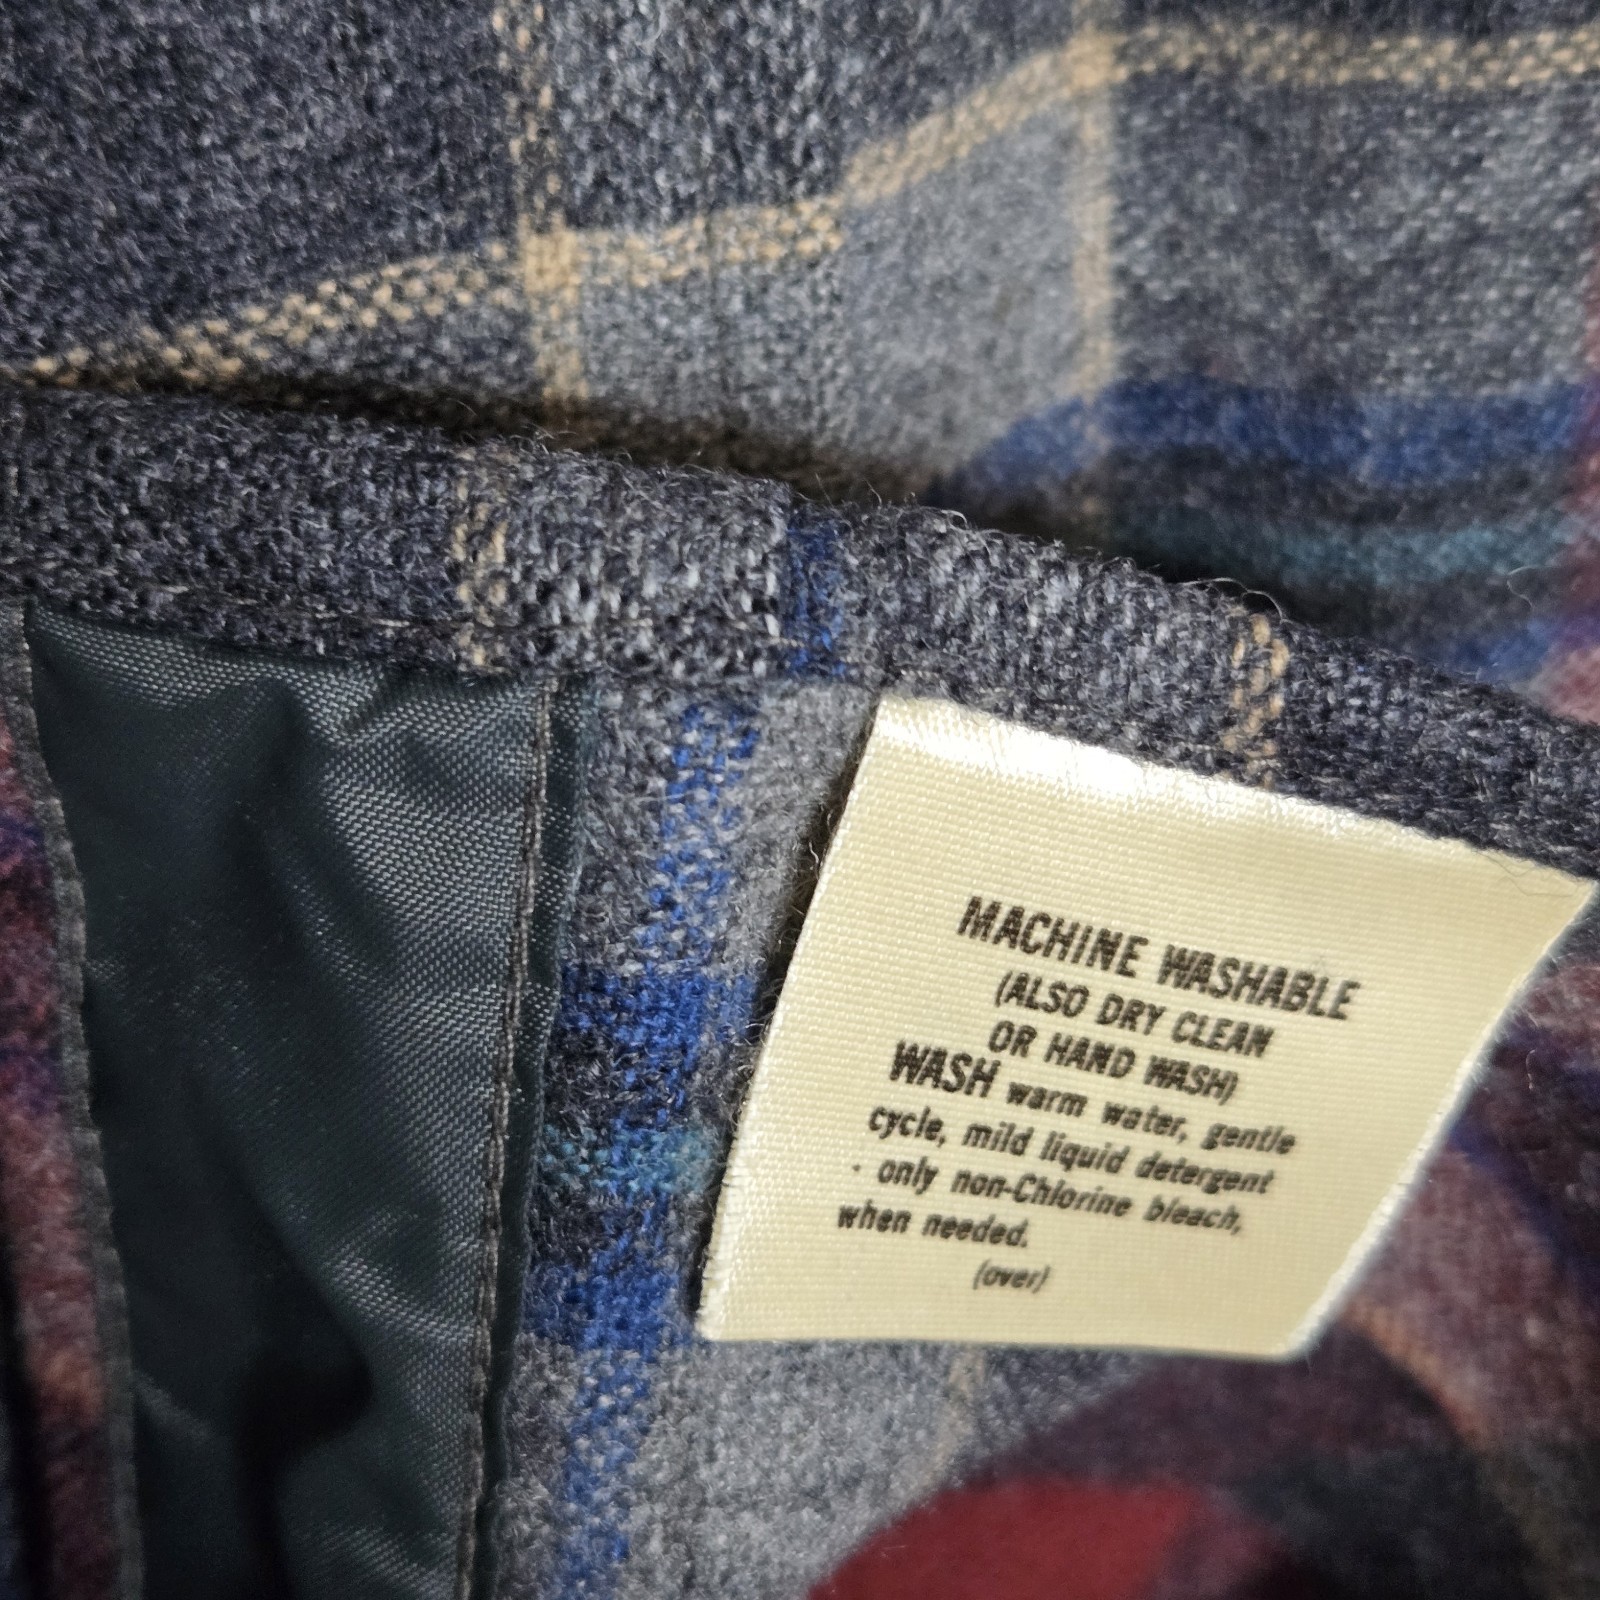 MACHINE WASHABLE
(ALSO DRY CLEAN
OR HAND WASH)
WASH warm water, gentle
cycle, mild liquid detergent
· only non-Chlorine bleach,
when needed.
(over)